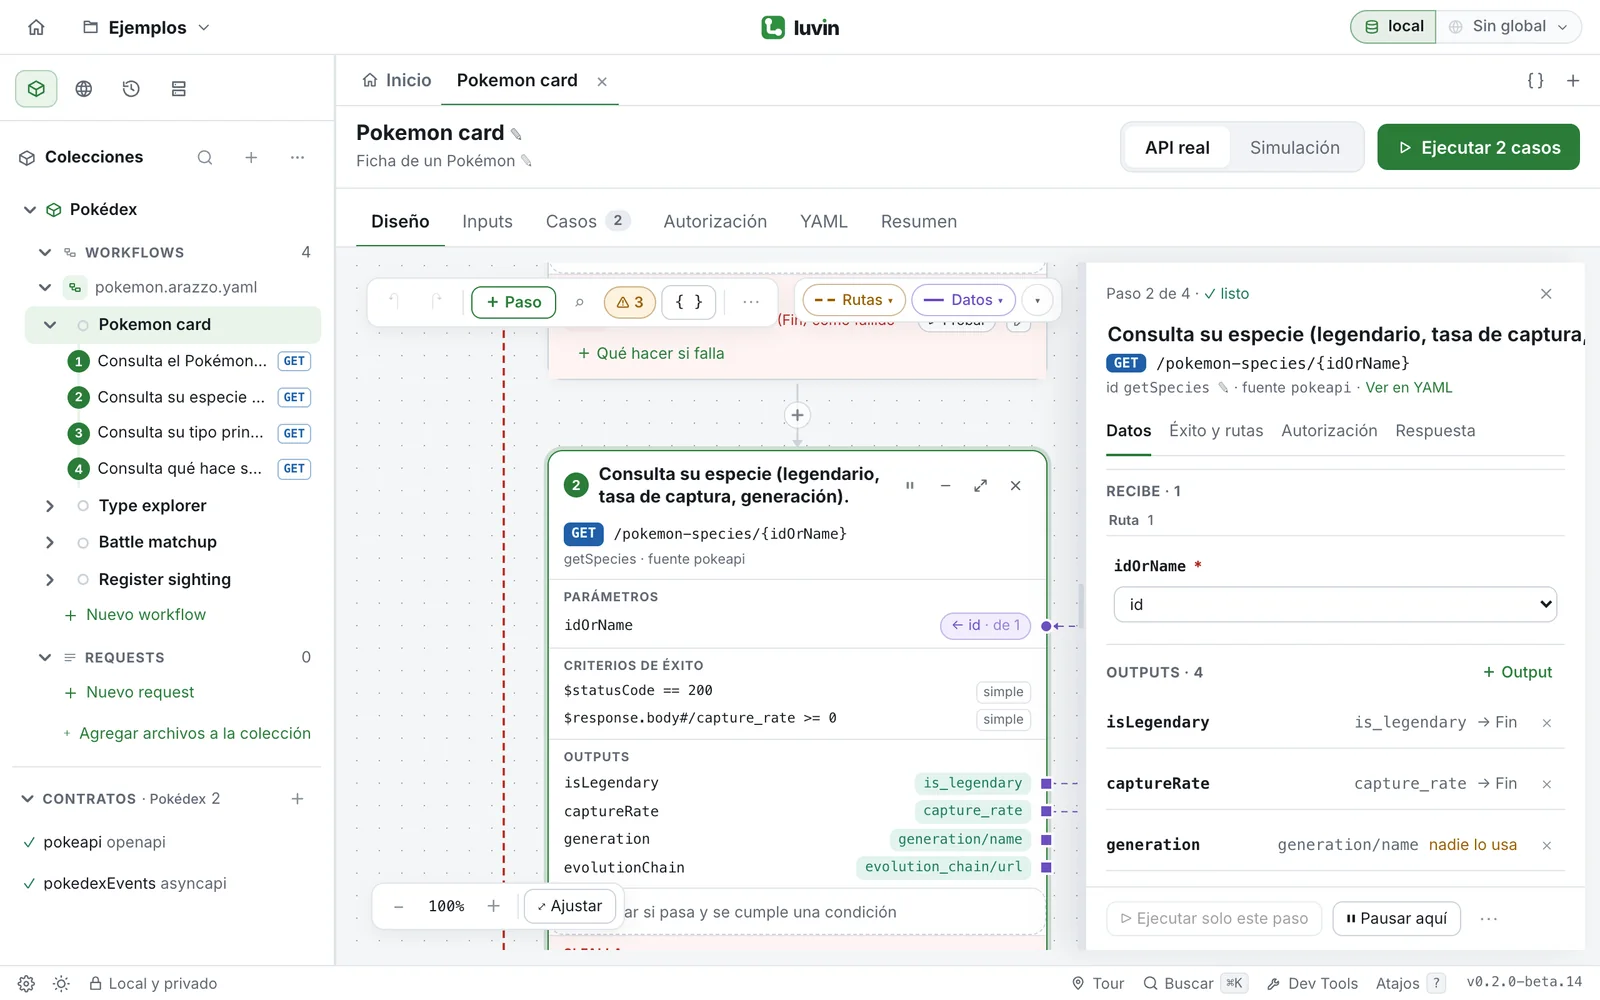 Ejemplos
luvin
local
Sin global
Inicio
Pokemon card
{}
Colecciones
Pokédex
WORKFLOWS 4
pokemon.arazzo.yaml
Pokemon card
1 Consulta el Pokémon... GET
2 Consulta su especie ... GET
3 Consulta su tipo prin... GET
4 Consulta qué hace s... GET
Type explorer
Battle matchup
Register sighting
+ Nuevo workflow
REQUESTS 0
+ Nuevo request
+ Agregar archivos a la colección
CONTRATOS · Pokédex 2
pokeapi openapi
pokedexEvents asyncapi
Pokemon card
Ficha de un Pokémon
API real
Simulación
Ejecutar 2 casos
Diseño
Inputs
Casos 2
Autorización
YAML
Resumen
+ Paso
3
{ }
...
Rutas
Datos
(Fin) como fallido
Probar
+ Qué hacer si falla
2 Consulta su especie (legendario,
tasa de captura, generación).
GET /pokemon-species/{idOrName}
getSpecies · fuente pokeapi
PARÁMETROS
idOrName ← id · de 1
CRITERIOS DE ÉXITO
$statusCode == 200 simple
$response.body#/capture_rate >= 0 simple
OUTPUTS
isLegendary is_legendary
captureRate capture_rate
generation generation/name
evolutionChain evolution_chain/url
ar si pasa y se cumple una condición
− 100% +
Ajustar
Paso 2 de 4 · ✓ listo
Consulta su especie (legendario, tasa de captura,
GET /pokemon-species/{idOrName}
id getSpecies · fuente pokeapi · Ver en YAML
Datos
Éxito y rutas
Autorización
Respuesta
RECIBE · 1
Ruta 1
idOrName *
id
OUTPUTS · 4
+ Output
isLegendary is_legendary → Fin
captureRate capture_rate → Fin
generation generation/name nadie lo usa
Ejecutar solo este paso
Pausar aquí
...
Local y privado
Tour
Buscar ⌘K
Dev Tools
Atajos ?
v0.2.0-beta.14